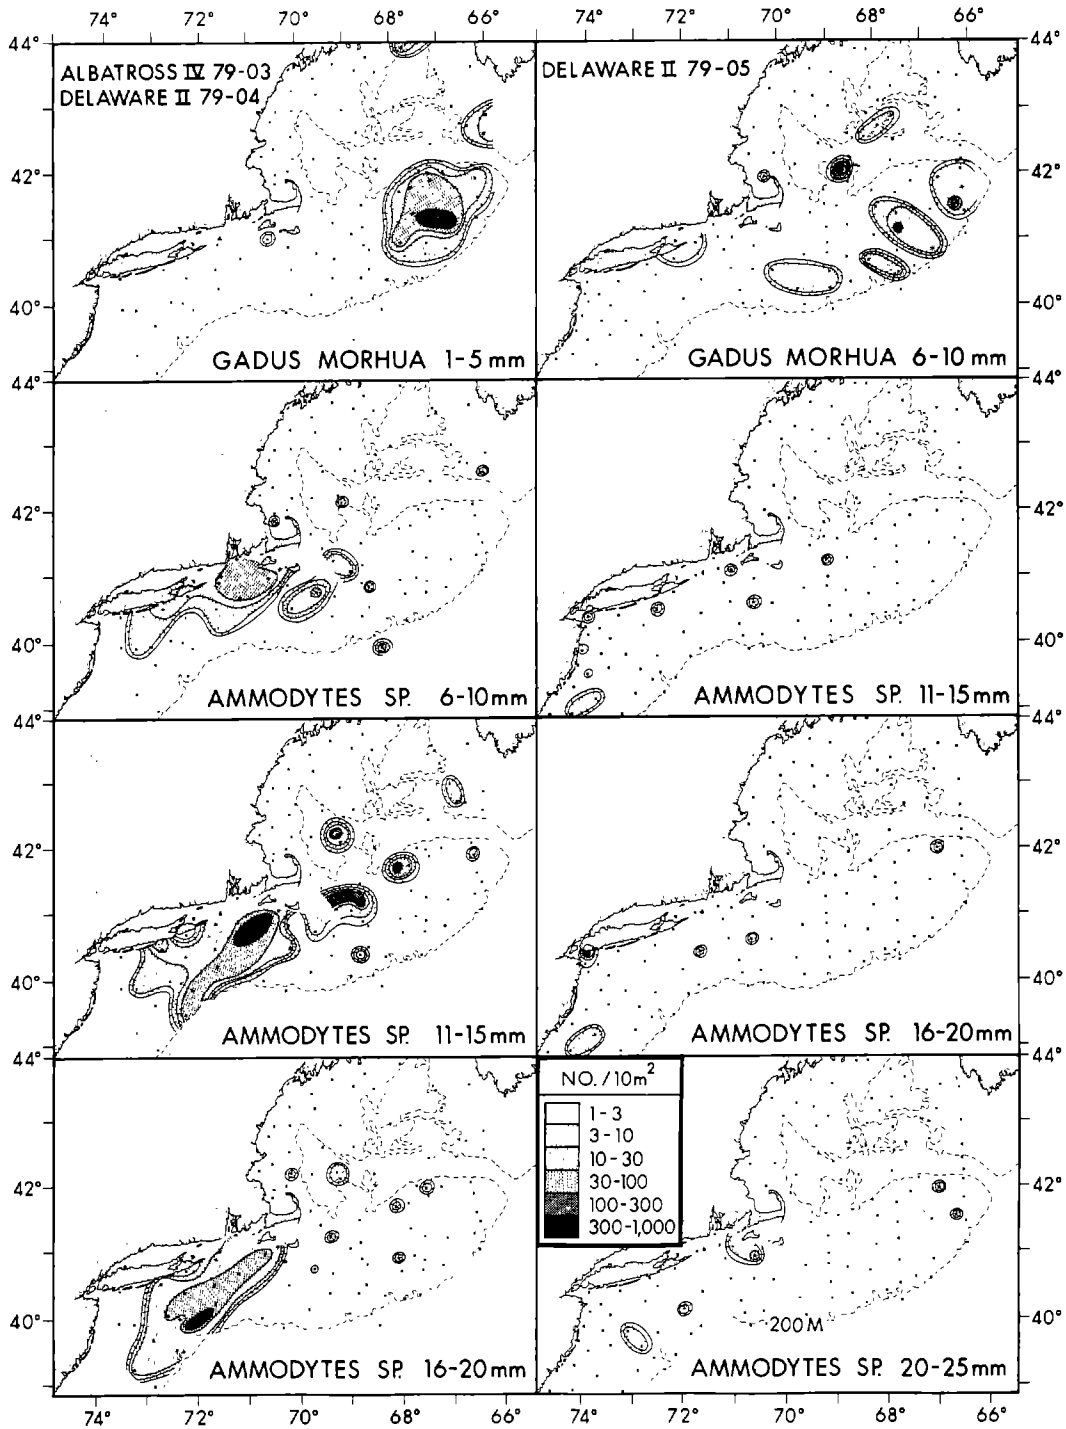 74° 72° 70° 68° 66°
70° 68° 66°
44°
44°
ALBATROSS IV 79-03
DELAWARE II 79-04
DELAWARE II 79-05
42°
42°
40°
40°
GADUS MORHUA 1-5 mm
GADUS MORHUA 6-10 mm
44°
44°
42°
42°
40°
40°
AMMODYTES SP. 6-10mm
AMMODYTES SP. 11-15mm
44°
44°
42°
42°
40°
40°
AMMODYTES SP. 11-15mm
AMMODYTES SP. 16-20mm
44°
44°
NO./10m²
1-3
3-10
10-30
30-100
100-300
300-1,000
42°
42°
40°
40°
200M
AMMODYTES SP. 16-20mm
AMMODYTES SP. 20-25mm
74° 72° 70° 68° 66°
74° 72° 70° 68° 66°